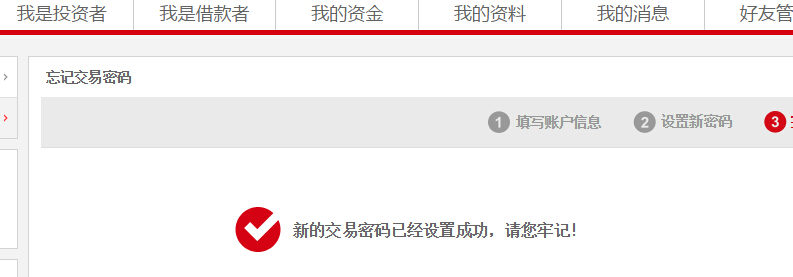 我是投资者 我是借款者 我的资金 我的资料 我的消息 好友管
忘记交易密码
1 填写账户信息 2 设置新密码 3
新的交易密码已经设置成功，请您牢记！